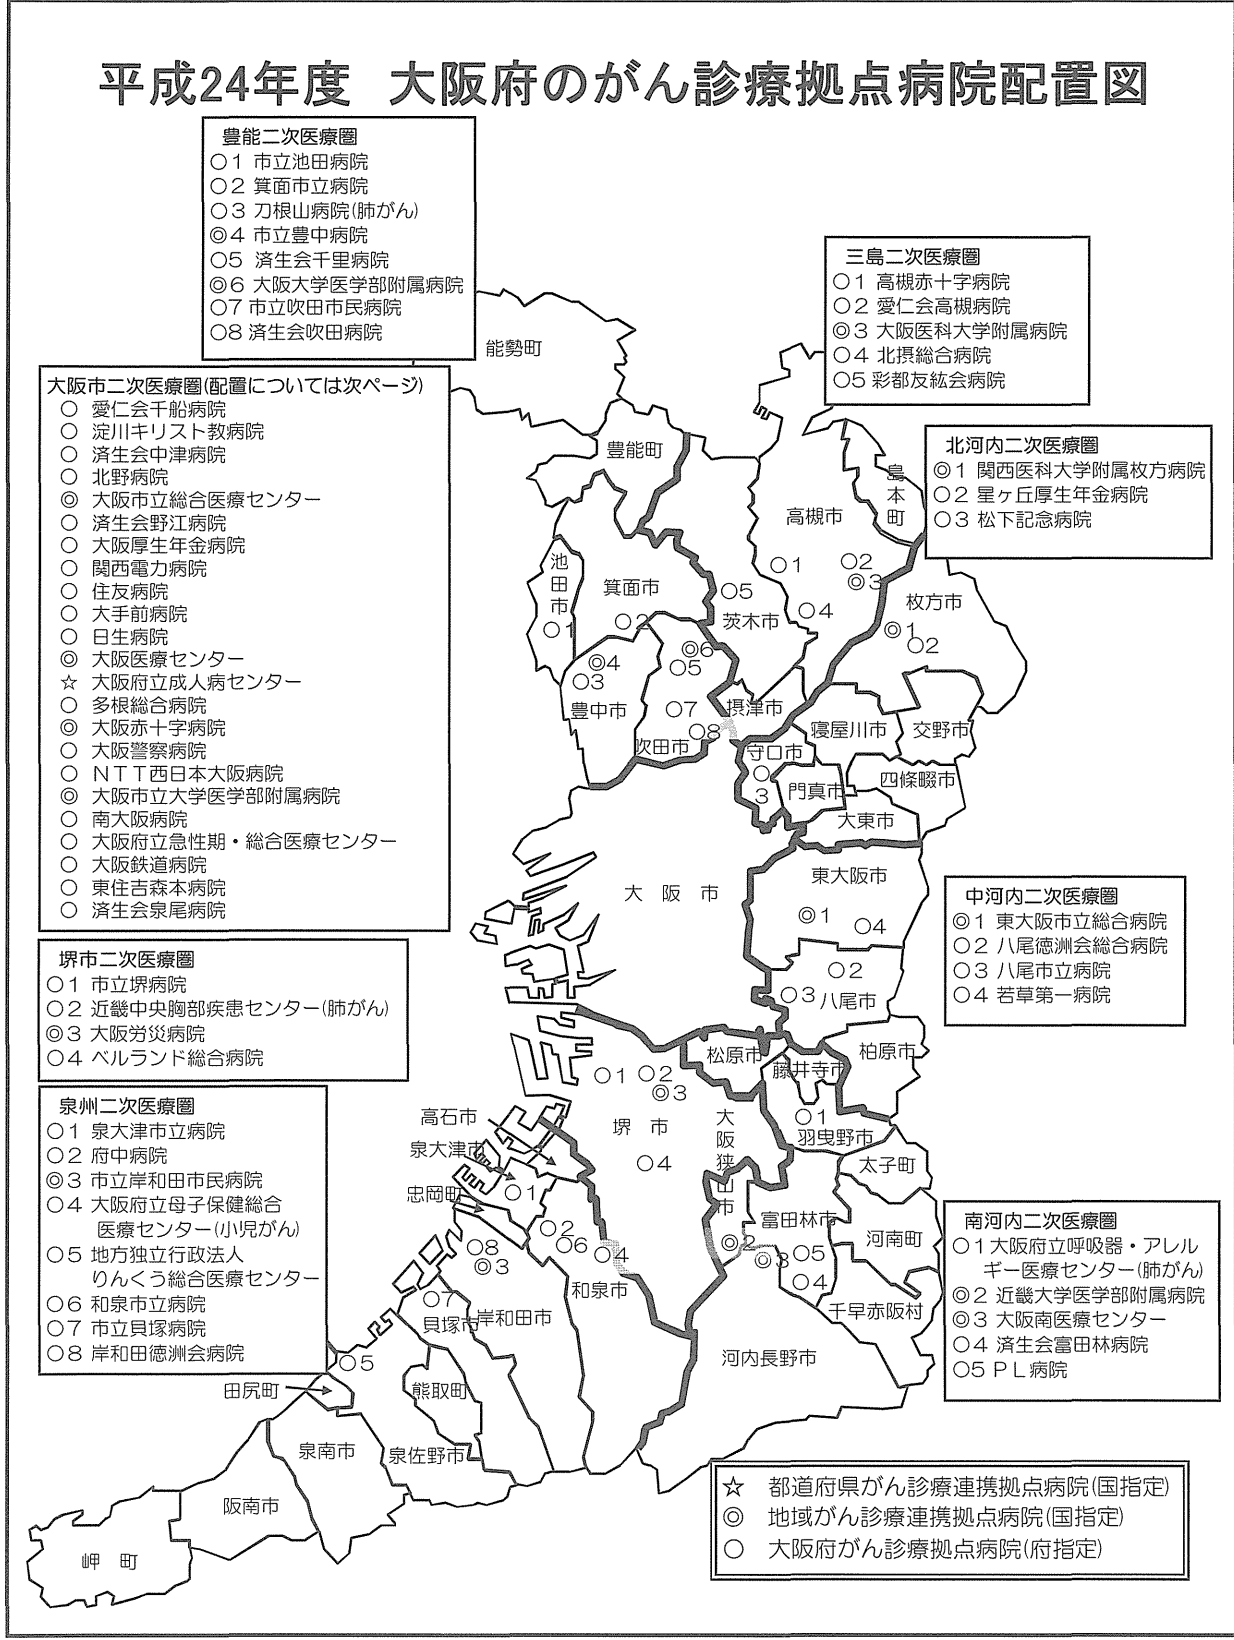 平成24年度　大阪府のがん診療拠点病院配置図
豊能二次医療圏
○1 市立池田病院
○2 箕面市立病院
○3 刀根山病院(肺がん)
◎4 市立豊中病院
○5 済生会千里病院
◎6 大阪大学医学部附属病院
○7 市立吹田市民病院
○8 済生会吹田病院
三島二次医療圏
○1 高槻赤十字病院
○2 愛仁会高槻病院
◎3 大阪医科大学附属病院
○4 北摂総合病院
○5 彩都友紘会病院
大阪市二次医療圏(配置については次ページ)
○ 愛仁会千船病院
○ 淀川キリスト教病院
○ 済生会中津病院
○ 北野病院
◎ 大阪市立総合医療センター
○ 済生会野江病院
○ 大阪厚生年金病院
○ 関西電力病院
○ 住友病院
○ 大手前病院
○ 日生病院
◎ 大阪医療センター
☆ 大阪府立成人病センター
○ 多根総合病院
◎ 大阪赤十字病院
○ 大阪警察病院
○ ＮＴＴ西日本大阪病院
◎ 大阪市立大学医学部附属病院
○ 南大阪病院
○ 大阪府立急性期・総合医療センター
○ 大阪鉄道病院
○ 東住吉森本病院
○ 済生会泉尾病院
北河内二次医療圏
◎1 関西医科大学附属枚方病院
○2 星ヶ丘厚生年金病院
○3 松下記念病院
中河内二次医療圏
◎1 東大阪市立総合病院
○2 八尾徳洲会総合病院
○3 八尾市立病院
○4 若草第一病院
堺市二次医療圏
○1 市立堺病院
○2 近畿中央胸部疾患センター(肺がん)
◎3 大阪労災病院
○4 ベルランド総合病院
泉州二次医療圏
○1 泉大津市立病院
○2 府中病院
◎3 市立岸和田市民病院
○4 大阪府立母子保健総合
医療センター(小児がん)
○5 地方独立行政法人
りんくう総合医療センター
○6 和泉市立病院
○7 市立貝塚病院
○8 岸和田徳洲会病院
南河内二次医療圏
○1大阪府立呼吸器・アレル
ギー医療センター(肺がん)
◎2 近畿大学医学部附属病院
◎3 大阪南医療センター
○4 済生会富田林病院
○5 ＰＬ病院
能勢町
豊能町
島本町
高槻市
○1
○2
◎3
○4
池田市
○1
箕面市
○2
○5
茨木市
枚方市
◎1
○2
◎4
○3
豊中市
◎6
○5
○7
○8
吹田市
摂津市
寝屋川市
交野市
守口市
○3
門真市
四條畷市
大東市
大阪市
東大阪市
◎1
○4
○2
○3
八尾市
柏原市
松原市
藤井寺市
○1
羽曳野市
○1
○2
◎3
堺市
○4
大阪狭山市
太子町
高石市
泉大津市
○1
忠岡町
富田林市
河南町
◎2
◎3
○5
○4
千早赤阪村
○2
○6
○4
和泉市
○8
◎3
岸和田市
○7
貝塚市
河内長野市
○5
田尻町
熊取町
泉佐野市
泉南市
阪南市
岬町
☆ 都道府県がん診療連携拠点病院(国指定)
◎ 地域がん診療連携拠点病院(国指定)
○ 大阪府がん診療拠点病院(府指定)